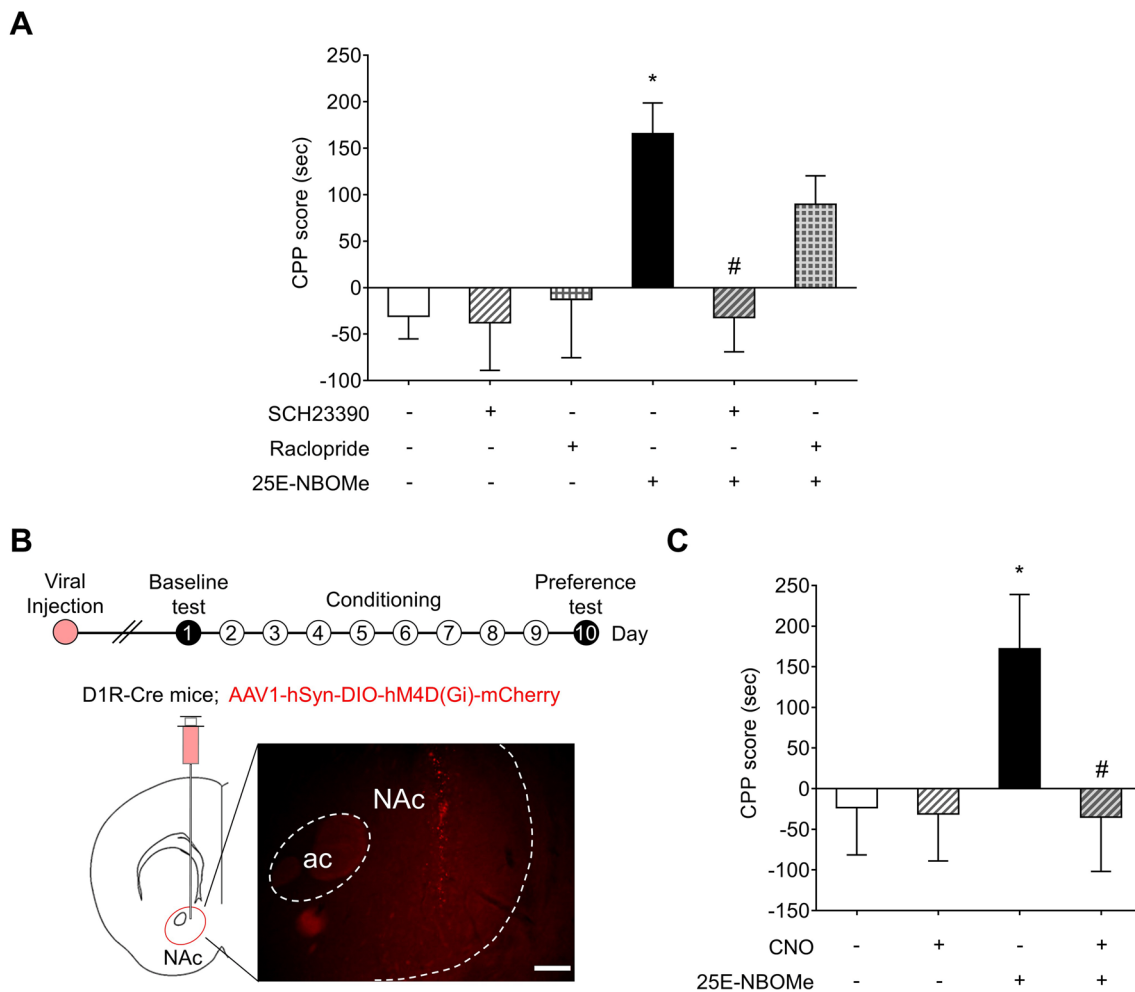 A
250
200
150
100
50
0
-50
-100
CPP score (sec)
*
#
SCH23390 - + - - + -
Raclopride - - + - - +
25E-NBOMe - - - + + +
B
Viral Injection
Baseline test
Conditioning
Preference test
1 2 3 4 5 6 7 8 9 10 Day
D1R-Cre mice; AAV1-hSyn-DIO-hM4D(Gi)-mCherry
NAc
ac
NAc
C
250
200
150
100
50
0
-50
-100
-150
CPP score (sec)
*
#
CNO - + - +
25E-NBOMe - - + +